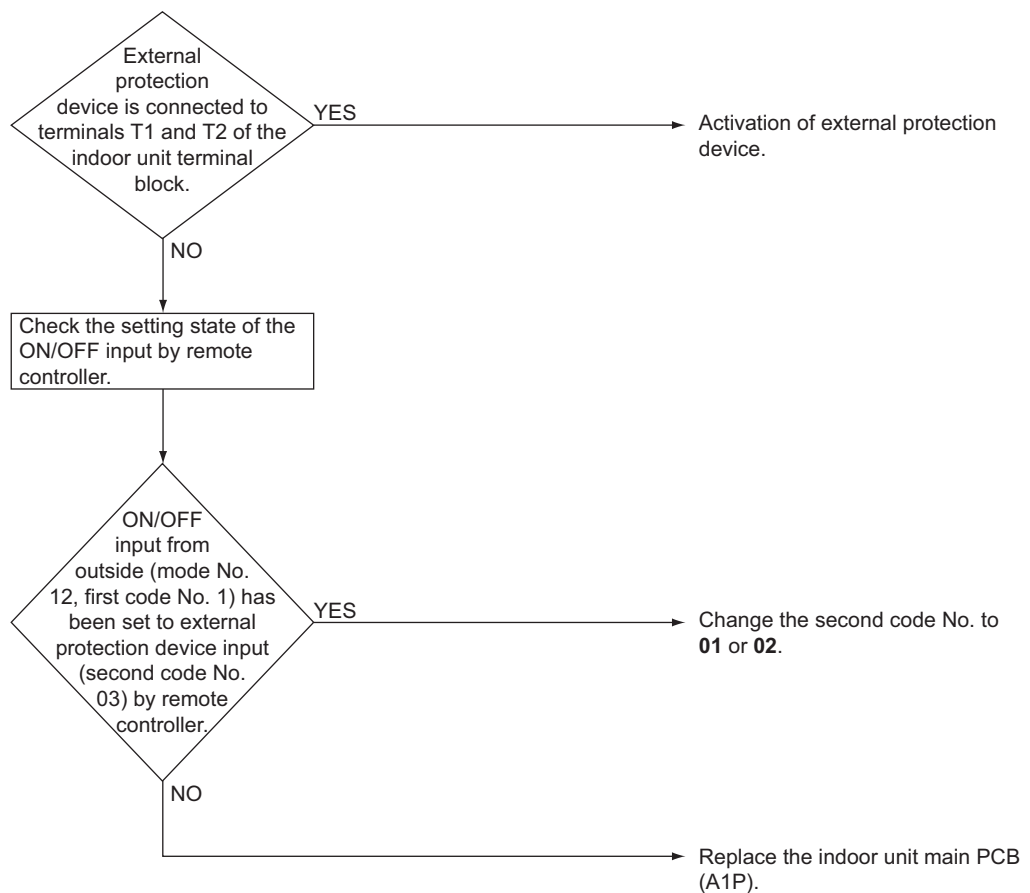 External
protection
device is connected to
terminals T1 and T2 of the
indoor unit terminal
block.
YES
Activation of external protection
device.
NO
Check the setting state of the
ON/OFF input by remote
controller.
ON/OFF
input from
outside (mode No.
12, first code No. 1) has
been set to external
protection device input
(second code No.
03) by remote
controller.
YES
Change the second code No. to
01 or 02.
NO
Replace the indoor unit main PCB
(A1P).